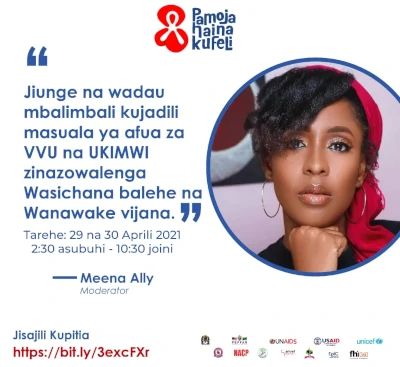 Pamoja
naina
kufeli
“
Jiunge na wadau
mbalimbali kujadili
masuala ya afua za
VVU na UKIMWI
zinazowalenga
Wasichana balehe na
Wanawake vijana. ”
Tarehe: 29 na 30 Aprili 2021
2:30 asubuhi - 10:30 joini
Meena Ally
Moderator
Jisajili Kupitia
https://bit.ly/3excFXr
PEPFAR
UNAIDS
USAID
unicef
NACP
fhi360